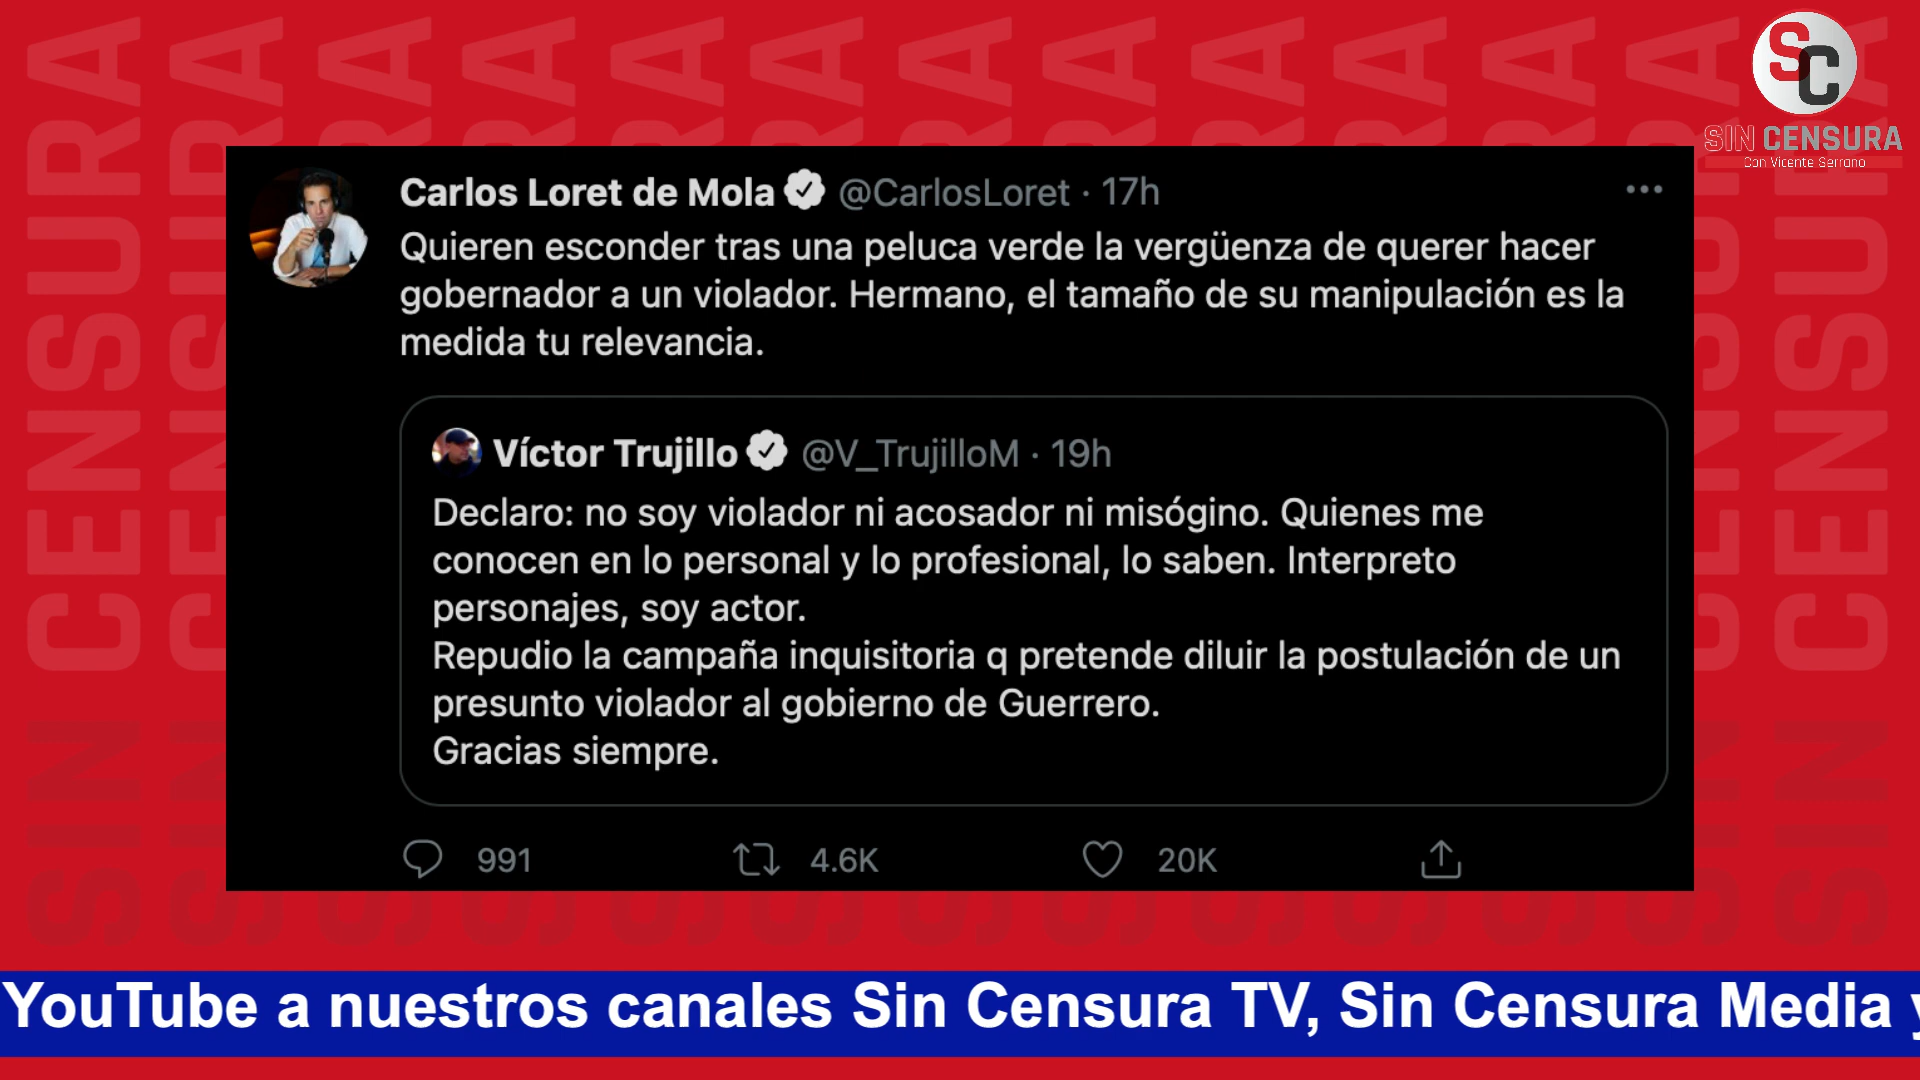 SC
SIN CENSURA
Con Vicente Serrano
Carlos Loret de Mola @CarlosLoret · 17h
Quieren esconder tras una peluca verde la vergüenza de querer hacer
gobernador a un violador. Hermano, el tamaño de su manipulación es la
medida tu relevancia.
Víctor Trujillo @V_TrujilloM · 19h
Declaro: no soy violador ni acosador ni misógino. Quienes me
conocen en lo personal y lo profesional, lo saben. Interpreto
personajes, soy actor.
Repudio la campaña inquisitoria q pretende diluir la postulación de un
presunto violador al gobierno de Guerrero.
Gracias siempre.
991 4.6K 20K
YouTube a nuestros canales Sin Censura TV, Sin Censura Media y
SIN CENSURA
SIN CENSURA